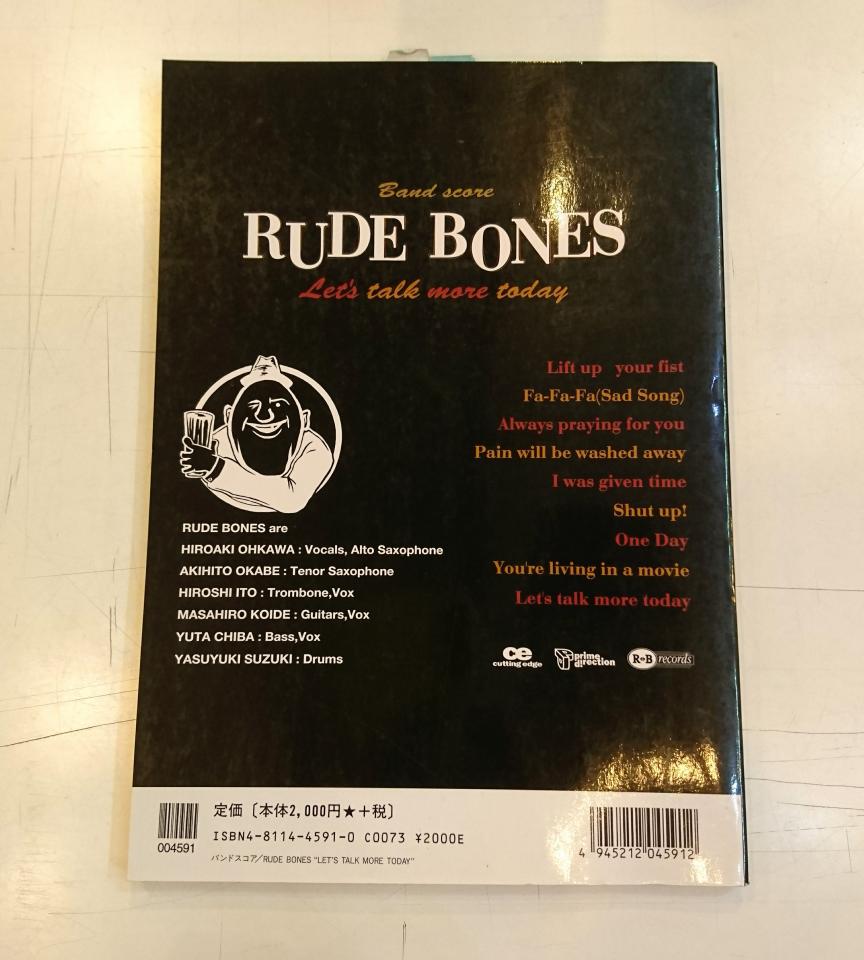 Band score
RUDE BONES
Let's talk more today
Lift up your fist
Fa-Fa-Fa(Sad Song)
Always praying for you
Pain will be washed away
I was given time
Shut up!
One Day
You're living in a movie
Let's talk more today
RUDE BONES are
HIROAKI OHKAWA : Vocals, Alto Saxophone
AKIHITO OKABE : Tenor Saxophone
HIROSHI ITO : Trombone,Vox
MASAHIRO KOIDE : Guitars,Vox
YUTA CHIBA : Bass,Vox
YASUYUKI SUZUKI : Drums
ce
cutting edge
prime
d!rection
RB records
004591
定価〔本体2,000円★+税〕
ISBN4-8114-4591-0 C0073 ¥2000E
バンドスコア/RUDE BONES "LET'S TALK MORE TODAY"
4 945212 045912